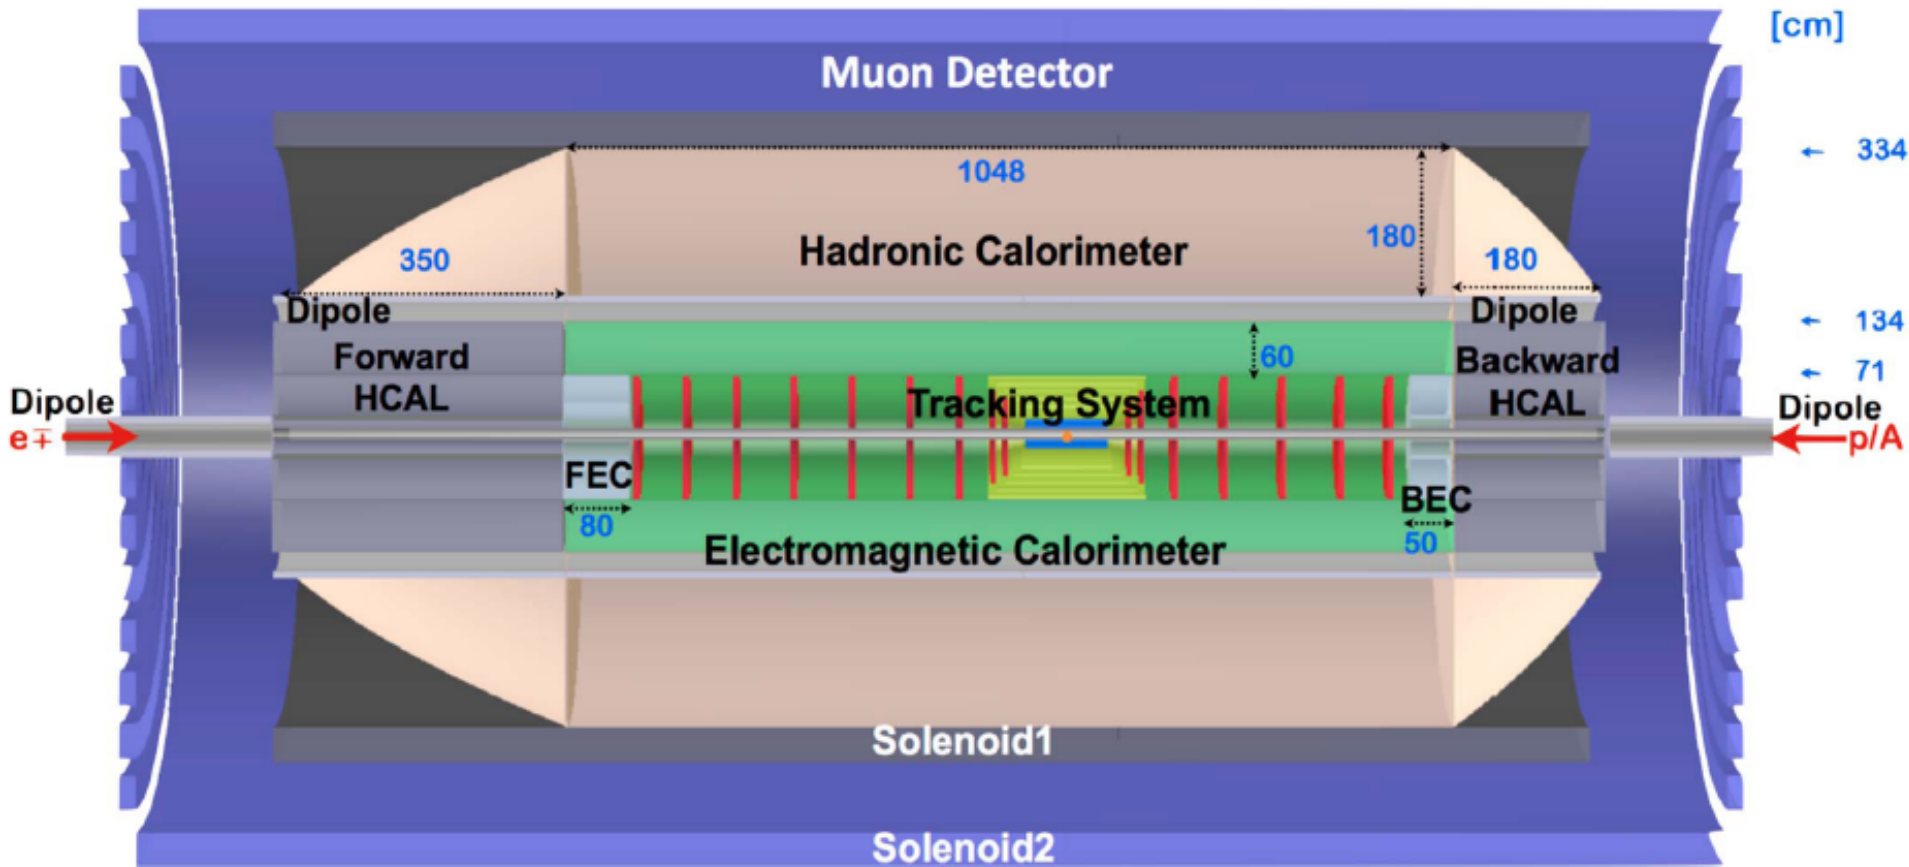 [cm]
Muon Detector
334
1048
180
Hadronic Calorimeter
350
180
Dipole
Dipole
134
Forward
60
Backward
71
HCAL
Tracking System
HCAL
Dipole
Dipole
e∓
p/A
FEC
BEC
80
50
Electromagnetic Calorimeter
Solenoid1
Solenoid2